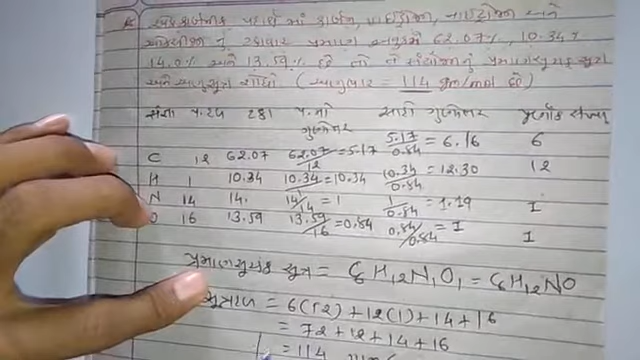 એક કાર્બનિક પદાર્થ માં કાર્બન, હાઇડ્રોજન, નાઇટ્રોજન અને
ઓક્સિજન નું ટકાવાર પ્રમાણ અનુક્રમે 62.07%, 10.34%
14.0% અને 13.59% છે તો તે સંયોજનનું પ્રમાણસૂચક સૂત્ર
અને અણુસૂત્ર શોધો (અણુભાર = 114 gm/mol છે)
સંજ્ઞા પ.દળ ટકા પ.નો ગુણોત્તર સાદો ગુણોત્તર પૂર્ણાંક સંખ્યા
C 12 62.07 62.07/12 = 5.17 5.17/0.84 = 6.16 6
H 1 10.34 10.34/1 = 10.34 10.34/0.84 = 12.30 12
N 14 14. 14/14 = 1 1/0.84 = 1.19 1
O 16 13.59 13.59/16 = 0.84 0.84/0.84 = 1 1
પ્રમાણસૂચક સૂત્ર = C6H12N1O1 = C6H12NO
સૂત્રભાર = 6(12) + 12(1) + 14 + 16
= 72 + 12 + 14 + 16
= 114